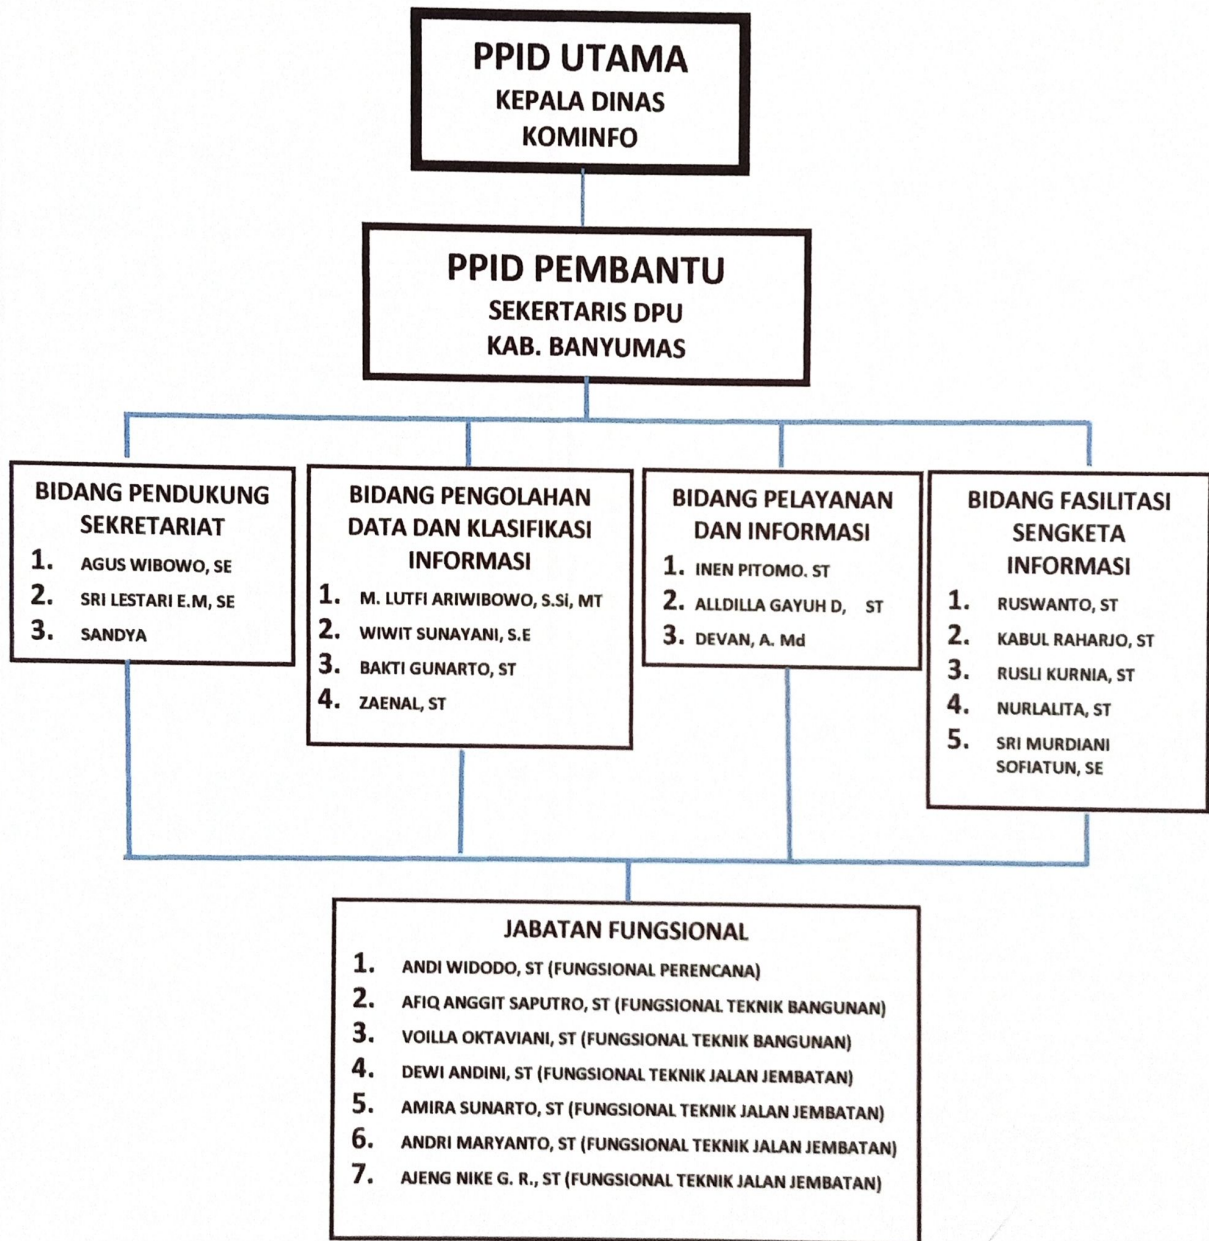 PPID UTAMA
KEPALA DINAS
KOMINFO
PPID PEMBANTU
SEKERTARIS DPU
KAB. BANYUMAS
BIDANG PENDUKUNG
SEKRETARIAT
1. AGUS WIBOWO, SE
2. SRI LESTARI E.M, SE
3. SANDYA
BIDANG PENGOLAHAN
DATA DAN KLASIFIKASI
INFORMASI
1. M. LUTFI ARIWIBOWO, S.Si, MT
2. WIWIT SUNAYANI, S.E
3. BAKTI GUNARTO, ST
4. ZAENAL, ST
BIDANG PELAYANAN
DAN INFORMASI
1. INEN PITOMO. ST
2. ALLDILLA GAYUH D, ST
3. DEVAN, A. Md
BIDANG FASILITASI
SENGKETA
INFORMASI
1. RUSWANTO, ST
2. KABUL RAHARJO, ST
3. RUSLI KURNIA, ST
4. NURLALITA, ST
5. SRI MURDIANI
SOFIATUN, SE
JABATAN FUNGSIONAL
1. ANDI WIDODO, ST (FUNGSIONAL PERENCANA)
2. AFIQ ANGGIT SAPUTRO, ST (FUNGSIONAL TEKNIK BANGUNAN)
3. VOILLA OKTAVIANI, ST (FUNGSIONAL TEKNIK BANGUNAN)
4. DEWI ANDINI, ST (FUNGSIONAL TEKNIK JALAN JEMBATAN)
5. AMIRA SUNARTO, ST (FUNGSIONAL TEKNIK JALAN JEMBATAN)
6. ANDRI MARYANTO, ST (FUNGSIONAL TEKNIK JALAN JEMBATAN)
7. AJENG NIKE G. R., ST (FUNGSIONAL TEKNIK JALAN JEMBATAN)